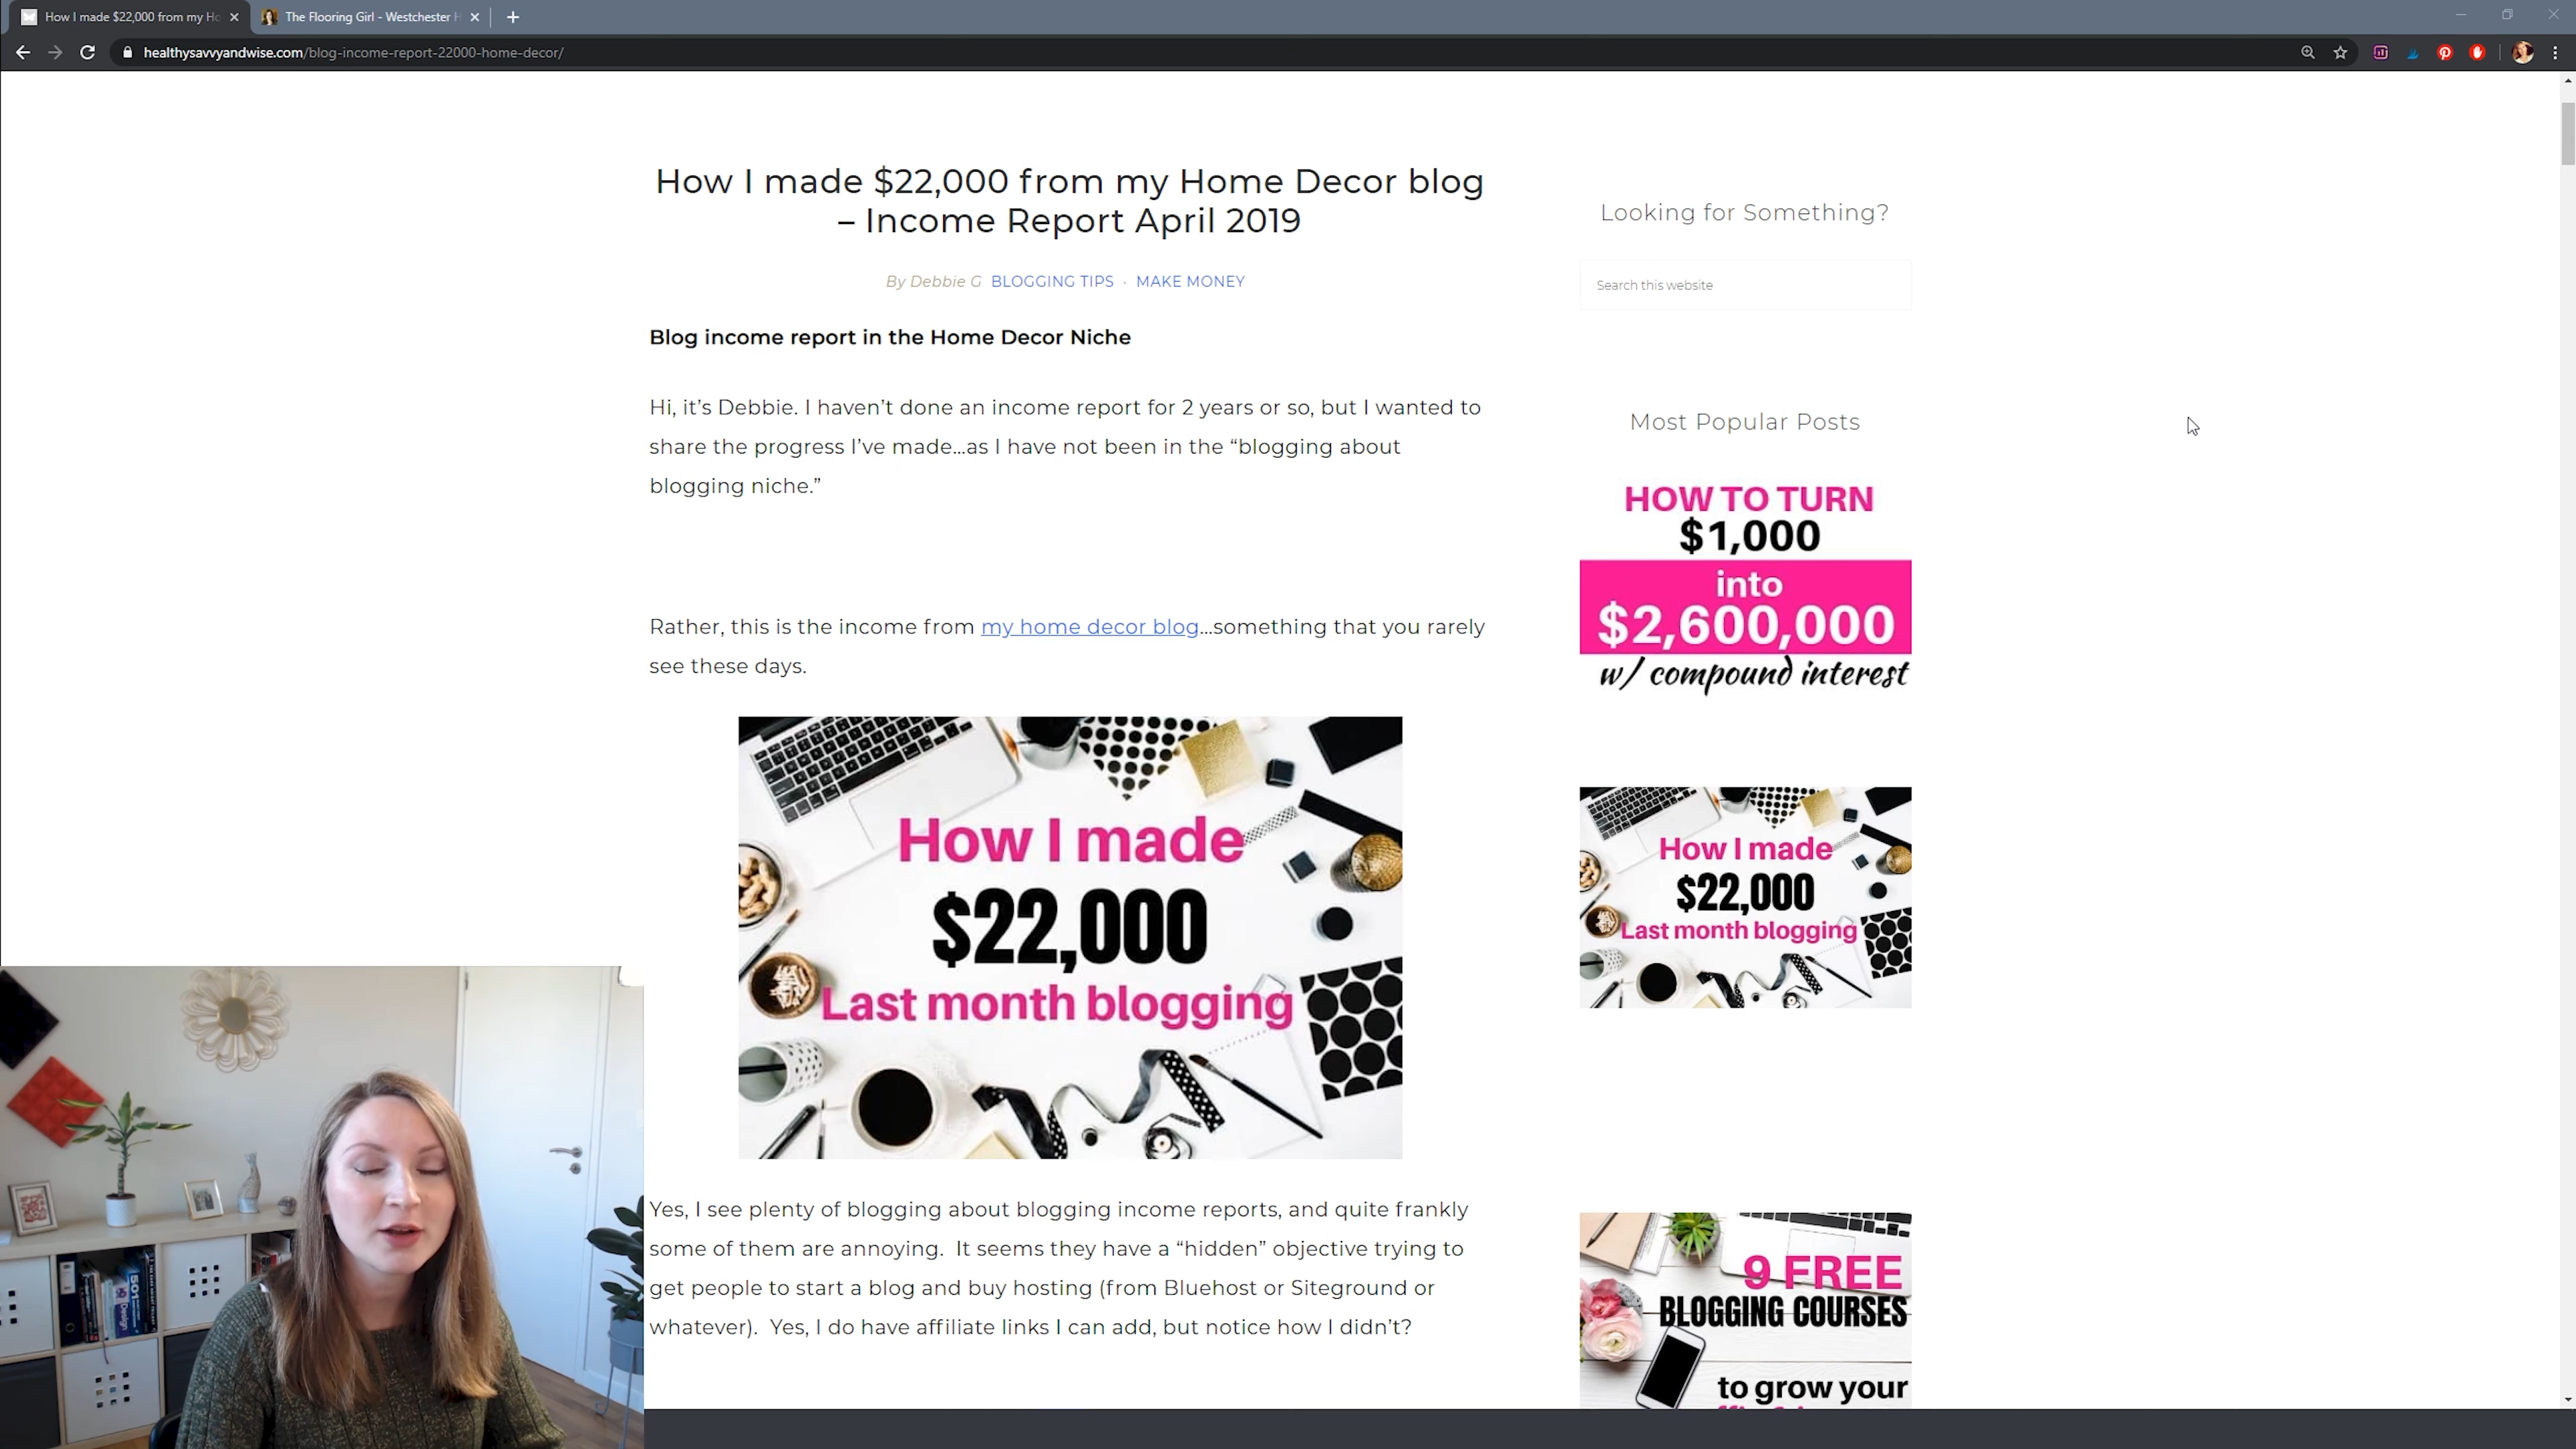 How I made $22,000 from my Ho
The Flooring Girl - Westchester H
healthysavvyandwise.com/blog-income-report-22000-home-decor/
How I made $22,000 from my Home Decor blog
– Income Report April 2019
By Debbie G BLOGGING TIPS · MAKE MONEY
Blog income report in the Home Decor Niche
Hi, it’s Debbie. I haven’t done an income report for 2 years or so, but I wanted to
share the progress I’ve made…as I have not been in the “blogging about
blogging niche.”
Rather, this is the income from my home decor blog…something that you rarely
see these days.
How I made
$22,000
Last month blogging
Yes, I see plenty of blogging about blogging income reports, and quite frankly
some of them are annoying. It seems they have a “hidden” objective trying to
get people to start a blog and buy hosting (from Bluehost or Siteground or
whatever). Yes, I do have affiliate links I can add, but notice how I didn’t?
Looking for Something?
Search this website
Most Popular Posts
HOW TO TURN
$1,000
into
$2,600,000
w/ compound interest
How I made
$22,000
Last month blogging
9 FREE
BLOGGING COURSES
to grow your